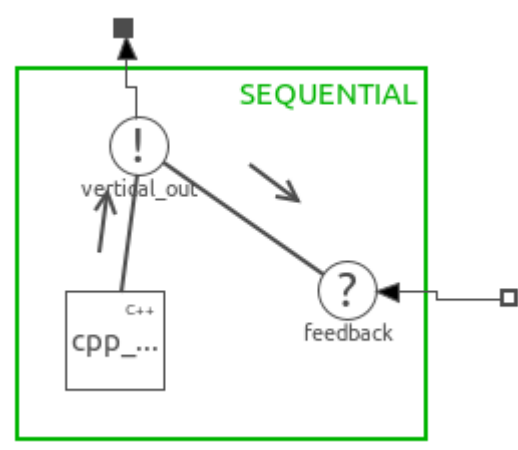 SEQUENTIAL
!
vertical_out
?
feedback
C++
cpp_...